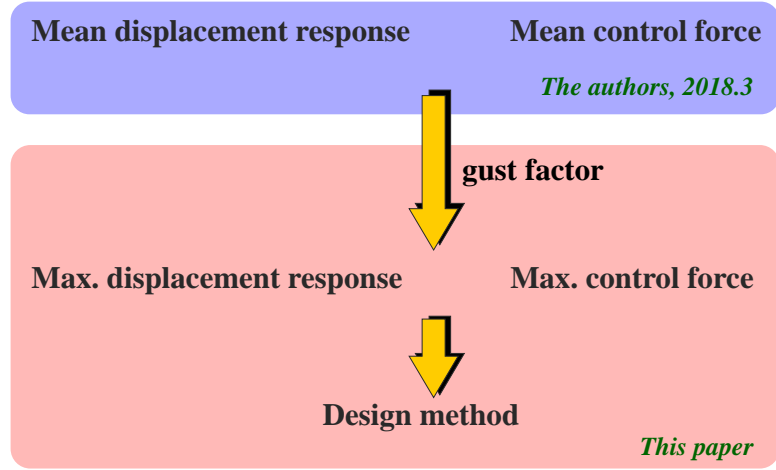 Mean displacement response
Mean control force
The authors, 2018.3
gust factor
Max. displacement response
Max. control force
Design method
This paper